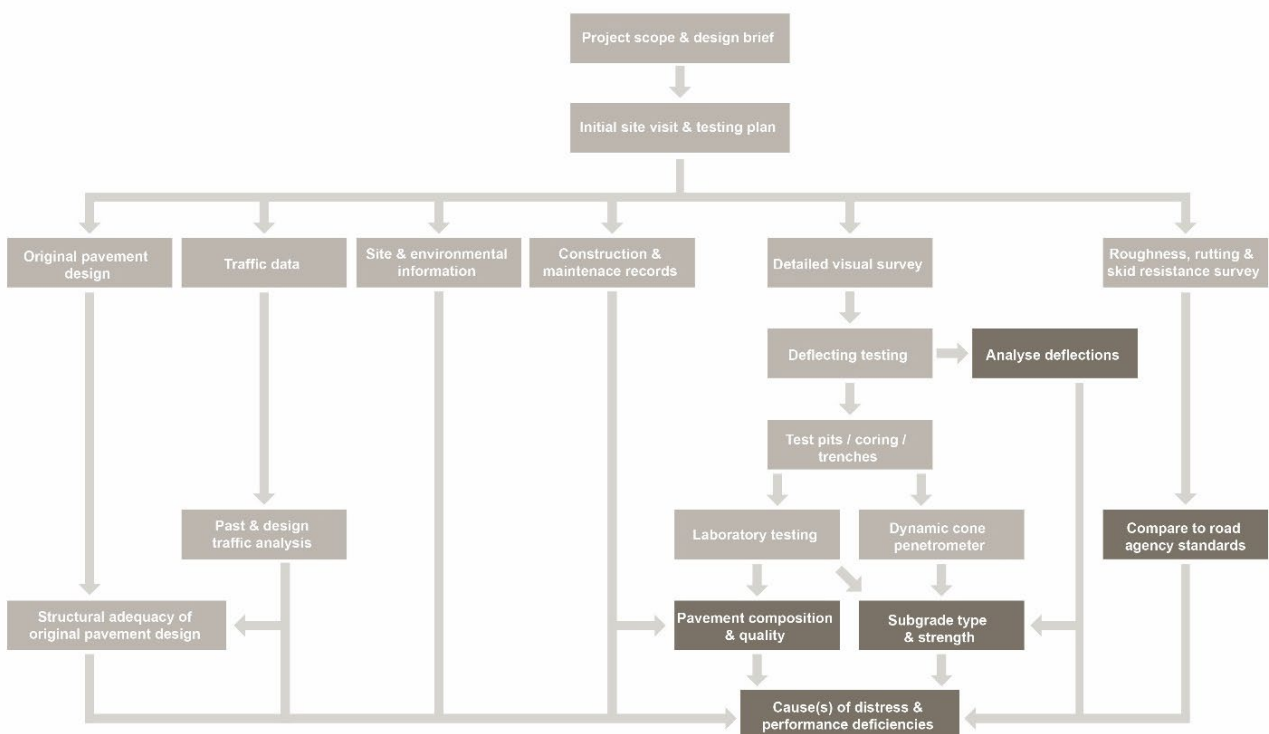 Project scope & design brief
Initial site visit & testing plan
Original pavement
design
Traffic data
Site & environmental
information
Construction &
maintenace records
Detailed visual survey
Roughness, rutting &
skid resistance survey
Deflecting testing
Analyse deflections
Test pits / coring /
trenches
Past & design
traffic analysis
Laboratory testing
Dynamic cone
penetrometer
Compare to road
agency standards
Structural adequacy of
original pavement design
Pavement composition
& quality
Subgrade type
& strength
Cause(s) of distress &
performance deficiencies